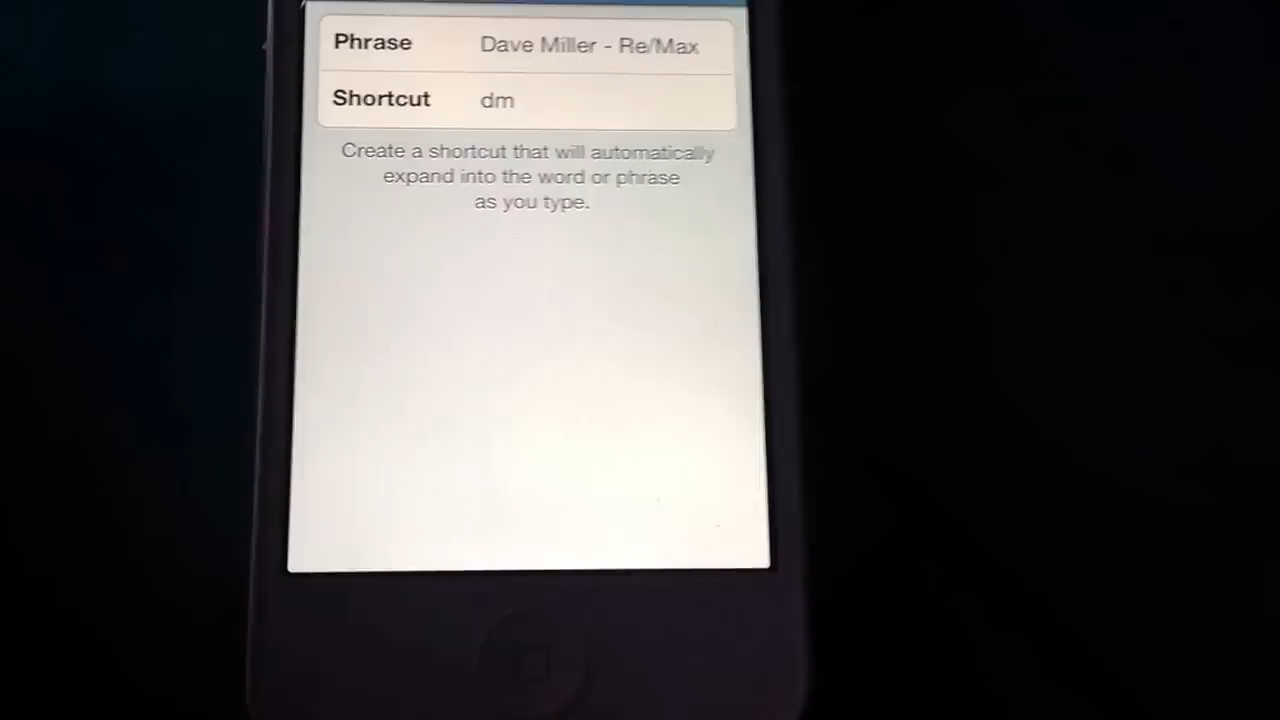 Phrase Dave Miller - Re/Max
Shortcut dm
Create a shortcut that will automatically
expand into the word or phrase
as you type.